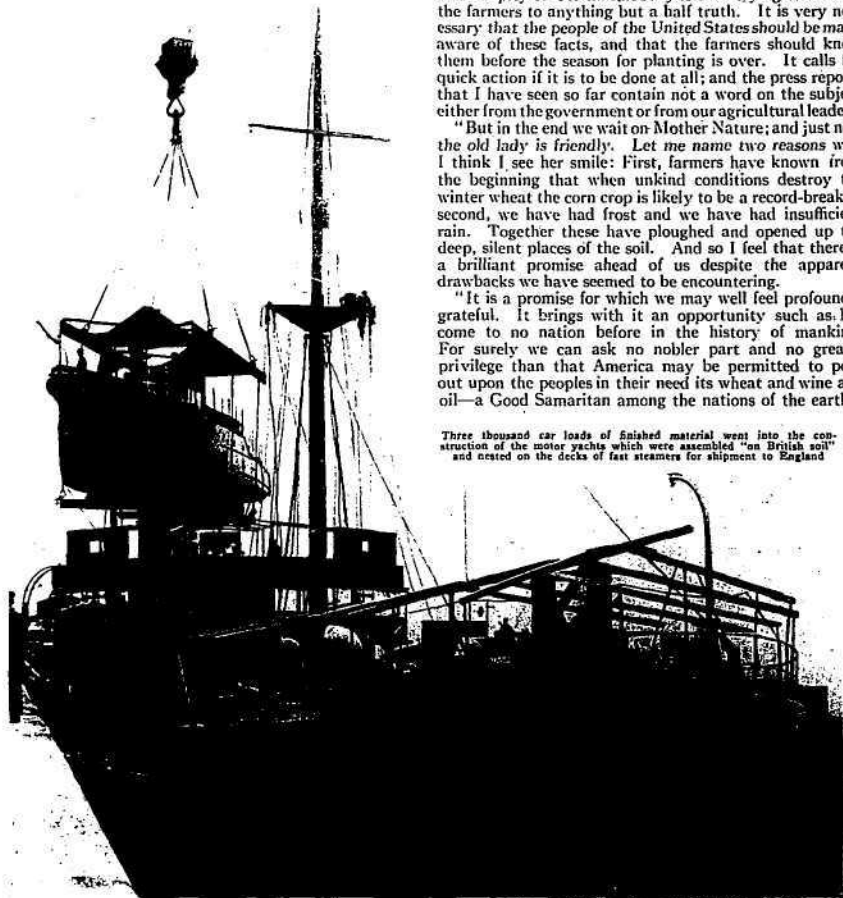 the farmers to anything but a half truth. It is very n
essary that the people of the United States should be ma
aware of these facts, and that the farmers should kn
them before the season for planting is over. It calls
quick action if it is to be done at all; and the press repo
that I have seen so far contain not a word on the subje
either from the government or from our agricultural leade
"But in the end we wait on Mother Nature; and just n
the old lady is friendly. Let me name two reasons w
I think I see her smile: First, farmers have known fr
the beginning that when unkind conditions destroy t
winter wheat the corn crop is likely to be a record-break
second, we have had frost and we have had insufficie
rain. Together these have ploughed and opened up t
deep, silent places of the soil. And so I feel that there
a brilliant promise ahead of us despite the appare
drawbacks we have seemed to be encountering.
"It is a promise for which we may well feel profound
grateful. It brings with it an opportunity such as
come to no nation before in the history of mankin
For surely we can ask no nobler part and no grea
privilege than that America may be permitted to po
out upon the peoples in their need its wheat and wine a
oil—a Good Samaritan among the nations of the earth
Three thousand car loads of finished material went into the con-
struction of the motor yachts which were assembled "on British soil"
and nested on the decks of fast steamers for shipment to England